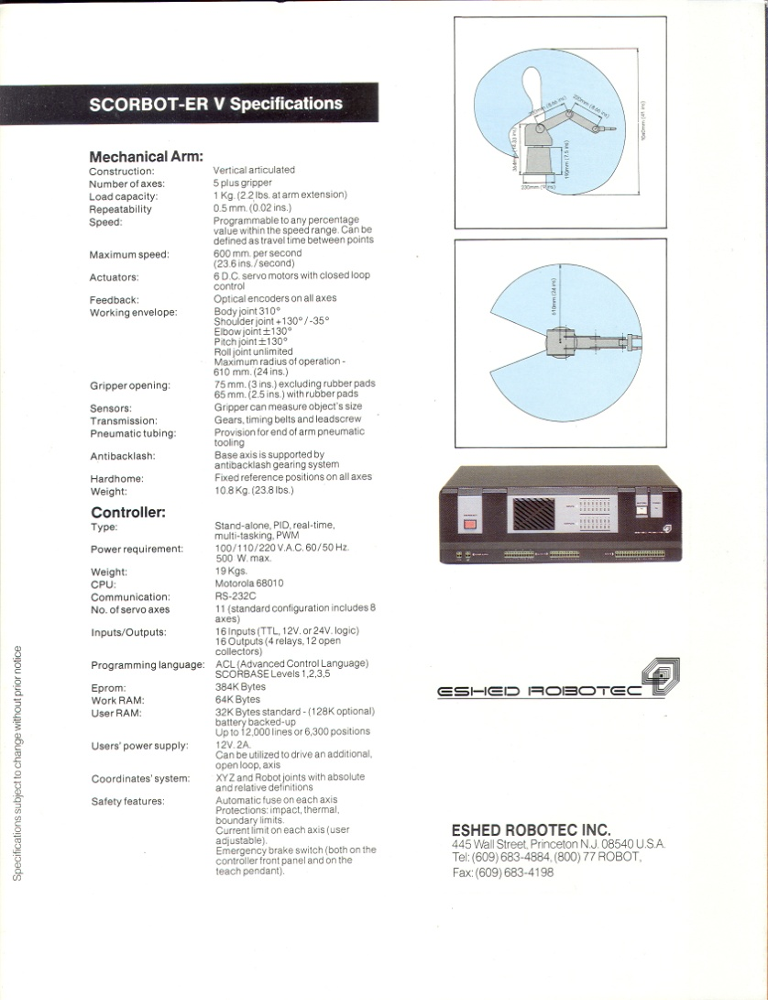 SCORBOT-ER V Specifications
Mechanical Arm:
Construction: Vertical articulated
Number of axes: 5 plus gripper
Load capacity: 1 Kg. (2.2 lbs. at arm extension)
Repeatability 0.5 mm. (0.02 ins.)
Speed: Programmable to any percentage
value within the speed range. Can be
defined as travel time between points
Maximum speed: 600 mm. per second
(23.6 ins./second)
Actuators: 6 D.C. servo motors with closed loop
control
Feedback: Optical encoders on all axes
Working envelope: Body joint 310°
Shoulder joint +130° / -35°
Elbow joint ±130°
Pitch joint ±130°
Roll joint unlimited
Maximum radius of operation -
610 mm. (24 ins.)
Gripper opening: 75 mm. (3 ins.) excluding rubber pads
65 mm. (2.5 ins.) with rubber pads
Sensors: Gripper can measure object's size
Transmission: Gears, timing belts and leadscrew
Pneumatic tubing: Provision for end of arm pneumatic
tooling
Antibacklash: Base axis is supported by
antibacklash gearing system
Hardhome: Fixed reference positions on all axes
Weight: 10.8 Kg. (23.8 lbs.)
Controller:
Type: Stand-alone, PID, real-time,
multi-tasking, PWM
Power requirement: 100/110/220 V.A.C. 60/50 Hz.
500 W. max.
Weight: 19 Kgs.
CPU: Motorola 68010
Communication: RS-232C
No. of servo axes 11 (standard configuration includes 8
axes)
Inputs/Outputs: 16 Inputs (TTL, 12V. or 24V. logic)
16 Outputs (4 relays, 12 open
collectors)
Programming language: ACL (Advanced Control Language)
SCORBASE Levels 1,2,3,5
Eprom: 384K Bytes
Work RAM: 64K Bytes
User RAM: 32K Bytes standard - (128K optional)
battery backed-up
Up to 12,000 lines or 6,300 positions
Users' power supply: 12V. 2A.
Can be utilized to drive an additional,
open loop, axis
Coordinates' system: XYZ and Robot joints with absolute
and relative definitions
Safety features: Automatic fuse on each axis
Protections: impact, thermal,
boundary limits.
Current limit on each axis (user
adjustable).
Emergency brake switch (both on the
controller front panel and on the
teach pendant).
Specifications subject to change without prior notice
220mm (8.66 ins)
190mm (7.5 ins)
610mm (24 ins)
ESHED ROBOTEC
ESHED ROBOTEC INC.
445 Wall Street, Princeton N.J. 08540 U.S.A.
Tel: (609) 683-4884, (800) 77 ROBOT,
Fax: (609) 683-4198